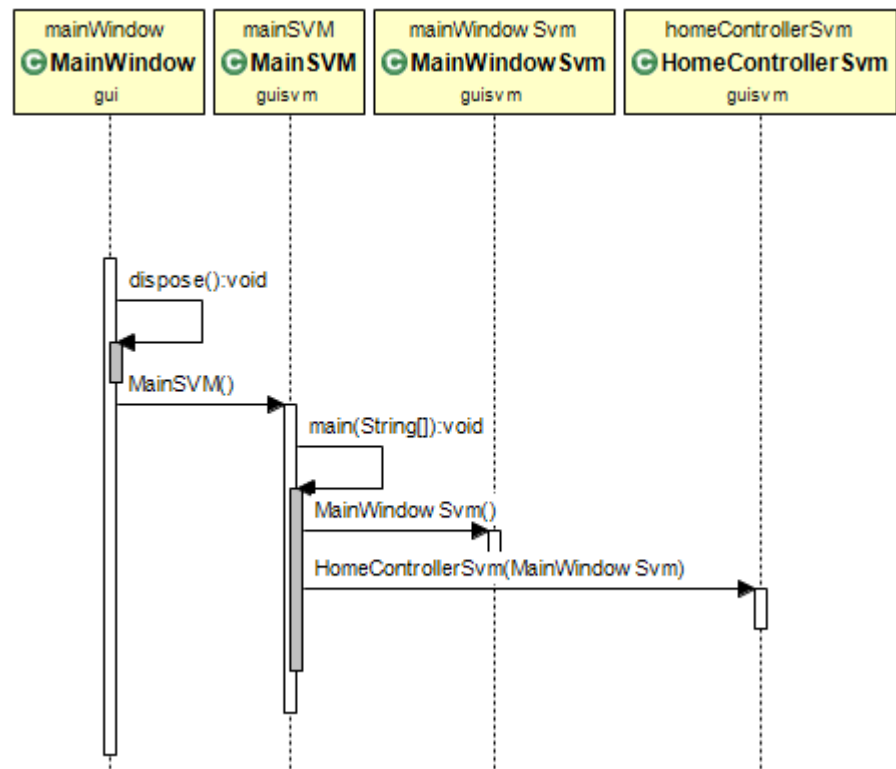 mainWindow
C MainWindow
gui
mainSVM
C MainSVM
guisvm
mainWindowSvm
C MainWindowSvm
guisvm
homeControllerSvm
C HomeControllerSvm
guisvm
dispose():void
MainSVM()
main(String[]):void
MainWindowSvm()
HomeControllerSvm(MainWindowSvm)